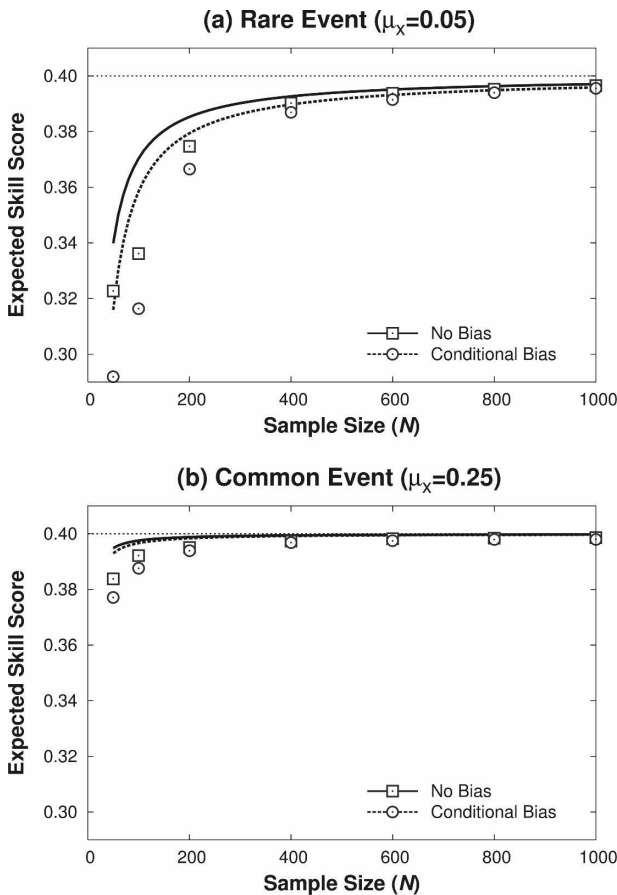 (a) Rare Event (μx=0.05)
0.40
0.38
0.36
0.34
0.32
0.30
Expected Skill Score
No Bias
Conditional Bias
0 200 400 600 800 1000
Sample Size (N)
(b) Common Event (μx=0.25)
0.40
0.38
0.36
0.34
0.32
0.30
Expected Skill Score
No Bias
Conditional Bias
0 200 400 600 800 1000
Sample Size (N)